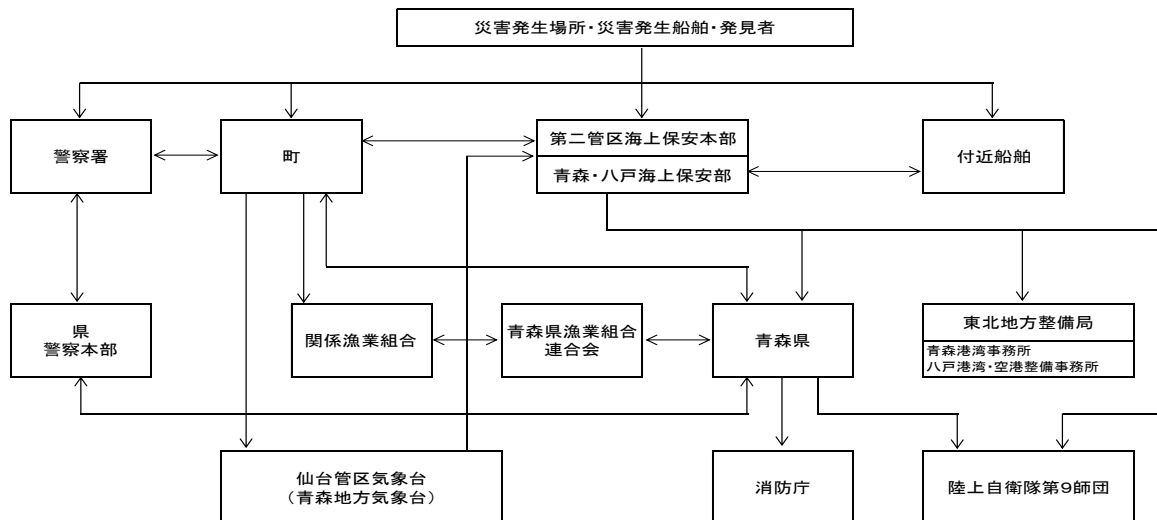 災害発生場所・災害発生船舶・発見者
警察署
町
第二管区海上保安本部
青森・八戸海上保安部
付近船舶
県
警察本部
関係漁業組合
青森県漁業組合
連合会
青森県
東北地方整備局
青森港湾事務所
八戸港湾・空港整備事務所
仙台管区気象台
（青森地方気象台）
消防庁
陸上自衛隊第9師団